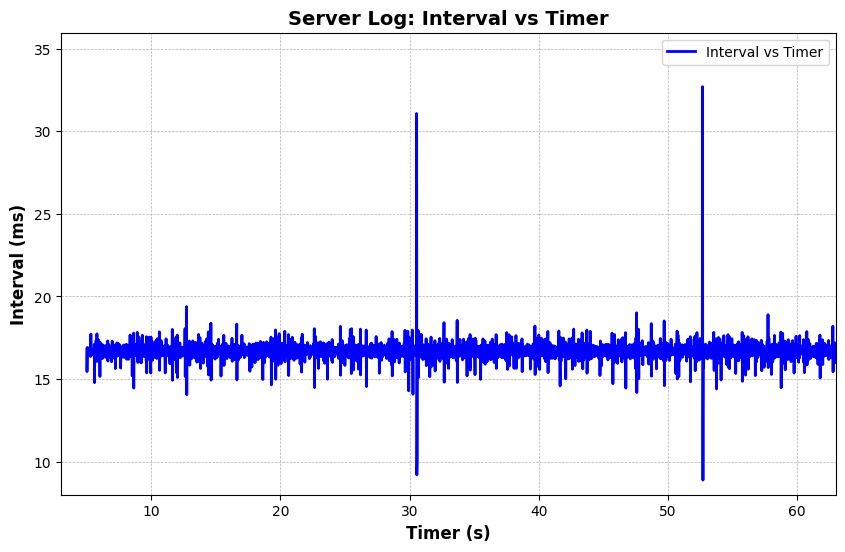 Server Log: Interval vs Timer
Interval vs Timer
35
30
25
20
15
10
Interval (ms)
10 20 30 40 50 60
Timer (s)